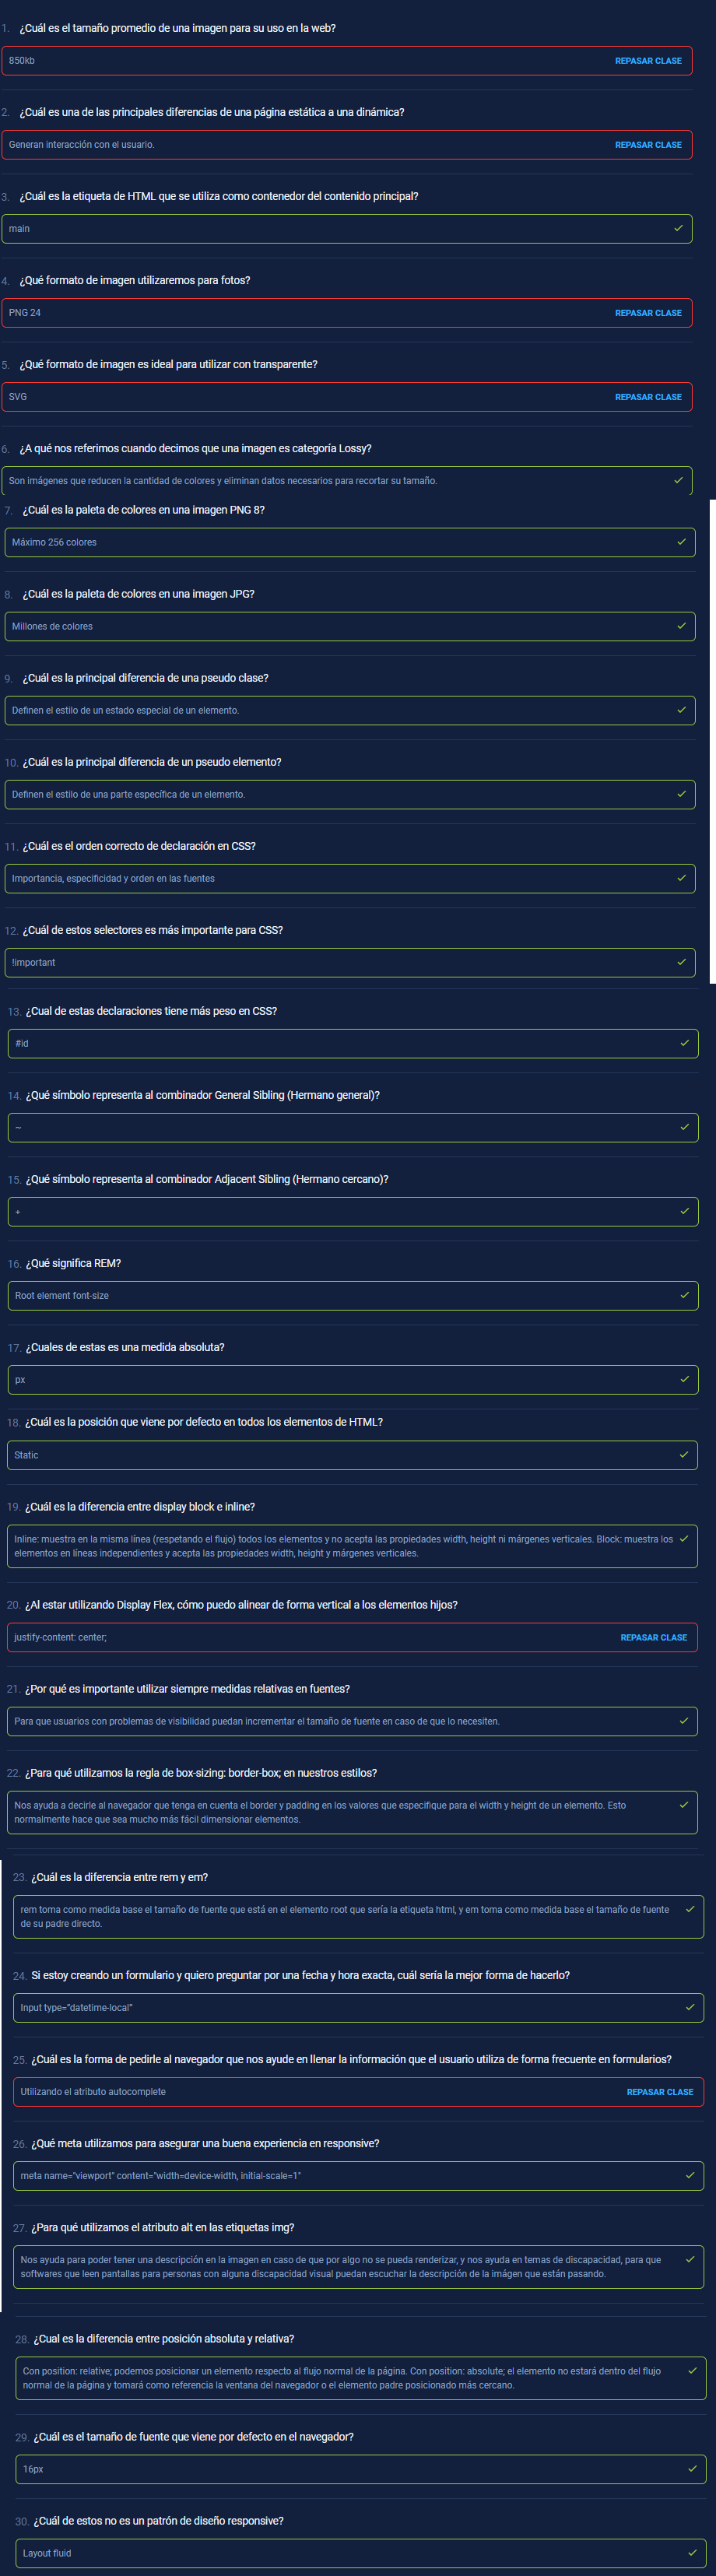 1. ¿Cuál es el tamaño promedio de una imagen para su uso en la web?
850kb REPASAR CLASE
2. ¿Cuál es una de las principales diferencias de una página estática a una dinámica?
Generan interacción con el usuario. REPASAR CLASE
3. ¿Cuál es la etiqueta de HTML que se utiliza como contenedor del contenido principal?
main
4. ¿Qué formato de imagen utilizaremos para fotos?
PNG 24 REPASAR CLASE
5. ¿Qué formato de imagen es ideal para utilizar con transparente?
SVG REPASAR CLASE
6. ¿A qué nos referimos cuando decimos que una imagen es categoría Lossy?
Son imágenes que reducen la cantidad de colores y eliminan datos necesarios para recortar su tamaño.
7. ¿Cuál es la paleta de colores en una imagen PNG 8?
Máximo 256 colores
8. ¿Cuál es la paleta de colores en una imagen JPG?
Millones de colores
9. ¿Cuál es la principal diferencia de una pseudo clase?
Definen el estilo de un estado especial de un elemento.
10. ¿Cuál es la principal diferencia de un pseudo elemento?
Definen el estilo de una parte específica de un elemento.
11. ¿Cuál es el orden correcto de declaración en CSS?
Importancia, especificidad y orden en las fuentes
12. ¿Cuál de estos selectores es más importante para CSS?
!important
13. ¿Cual de estas declaraciones tiene más peso en CSS?
#id
14. ¿Qué símbolo representa al combinador General Sibling (Hermano general)?
~
15. ¿Qué símbolo representa al combinador Adjacent Sibling (Hermano cercano)?
+
16. ¿Qué significa REM?
Root element font-size
17. ¿Cuales de estas es una medida absoluta?
px
18. ¿Cuál es la posición que viene por defecto en todos los elementos de HTML?
Static
19. ¿Cuál es la diferencia entre display block e inline?
Inline: muestra en la misma línea (respetando el flujo) todos los elementos y no acepta las propiedades width, height ni márgenes verticales. Block: muestra los
elementos en líneas independientes y acepta las propiedades width, height y márgenes verticales.
20. ¿Al estar utilizando Display Flex, cómo puedo alinear de forma vertical a los elementos hijos?
justify-content: center; REPASAR CLASE
21. ¿Por qué es importante utilizar siempre medidas relativas en fuentes?
Para que usuarios con problemas de visibilidad puedan incrementar el tamaño de fuente en caso de que lo necesiten.
22. ¿Para qué utilizamos la regla de box-sizing: border-box; en nuestros estilos?
Nos ayuda a decirle al navegador que tenga en cuenta el border y padding en los valores que especifique para el width y height de un elemento. Esto
normalmente hace que sea mucho más fácil dimensionar elementos.
23. ¿Cuál es la diferencia entre rem y em?
rem toma como medida base el tamaño de fuente que está en el elemento root que sería la etiqueta html, y em toma como medida base el tamaño de fuente
de su padre directo.
24. Si estoy creando un formulario y quiero preguntar por una fecha y hora exacta, cuál sería la mejor forma de hacerlo?
Input type="datetime-local"
25. ¿Cuál es la forma de pedirle al navegador que nos ayude en llenar la información que el usuario utiliza de forma frecuente en formularios?
Utilizando el atributo autocomplete REPASAR CLASE
26. ¿Qué meta utilizamos para asegurar una buena experiencia en responsive?
meta name="viewport" content="width=device-width, initial-scale=1"
27. ¿Para qué utilizamos el atributo alt en las etiquetas img?
Nos ayuda para poder tener una descripción en la imagen en caso de que por algo no se pueda renderizar, y nos ayuda en temas de discapacidad, para que
softwares que leen pantallas para personas con alguna discapacidad visual puedan escuchar la descripción de la imágen que están pasando.
28. ¿Cual es la diferencia entre posición absoluta y relativa?
Con position: relative; podemos posicionar un elemento respecto al flujo normal de la página. Con position: absolute; el elemento no estará dentro del flujo
normal de la página y tomará como referencia la ventana del navegador o el elemento padre posicionado más cercano.
29. ¿Cuál es el tamaño de fuente que viene por defecto en el navegador?
16px
30. ¿Cuál de estos no es un patrón de diseño responsive?
Layout fluid